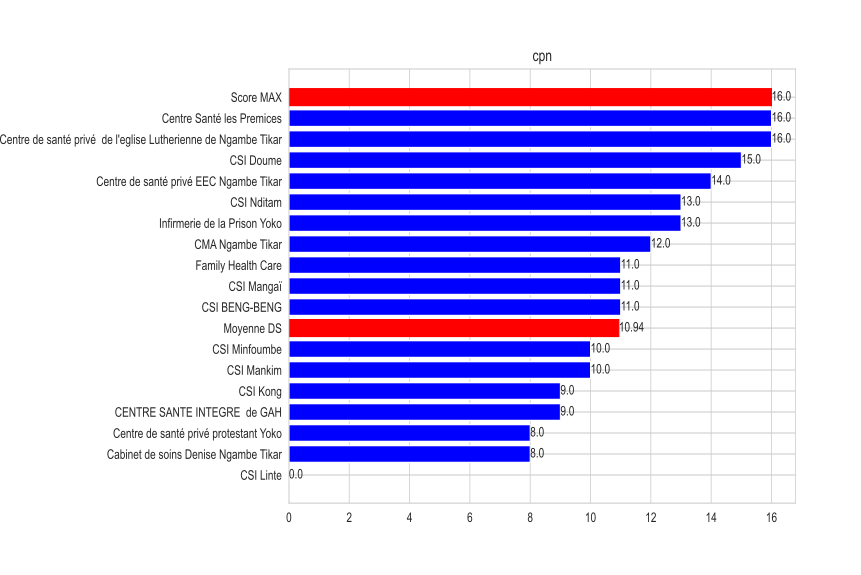 cpn
Score MAX 16.0
Centre Santé les Premices 16.0
Centre de santé privé  de l'eglise Lutherienne de Ngambe Tikar 16.0
CSI Doume 15.0
Centre de santé privé EEC Ngambe Tikar 14.0
CSI Nditam 13.0
Infirmerie de la Prison Yoko 13.0
CMA Ngambe Tikar 12.0
Family Health Care 11.0
CSI Mangaï 11.0
CSI BENG-BENG 11.0
Moyenne DS 10.94
CSI Minfoumbe 10.0
CSI Mankim 10.0
CSI Kong 9.0
CENTRE SANTE INTEGRE  de GAH 9.0
Centre de santé privé protestant Yoko 8.0
Cabinet de soins Denise Ngambe Tikar 8.0
CSI Linte 0.0
0 2 4 6 8 10 12 14 16